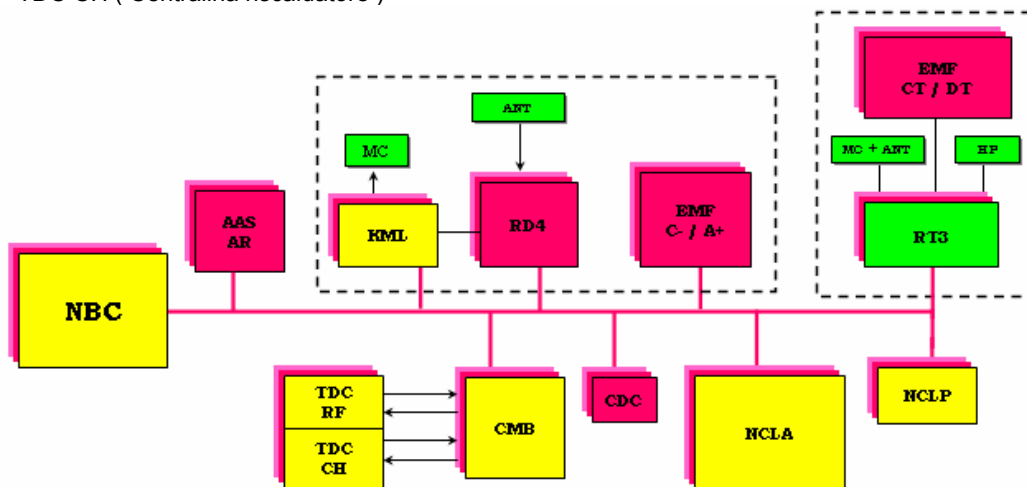 TDC CH ( Centralina Riscaldatore )
EMF
CT / DT
ANT
MC
MC + ANT
HP
AAS
AR
KML
RD4
EMF
C- / A+
RT3
NBC
TDC
RF
TDC
CH
CMB
CDC
NCLA
NCLP